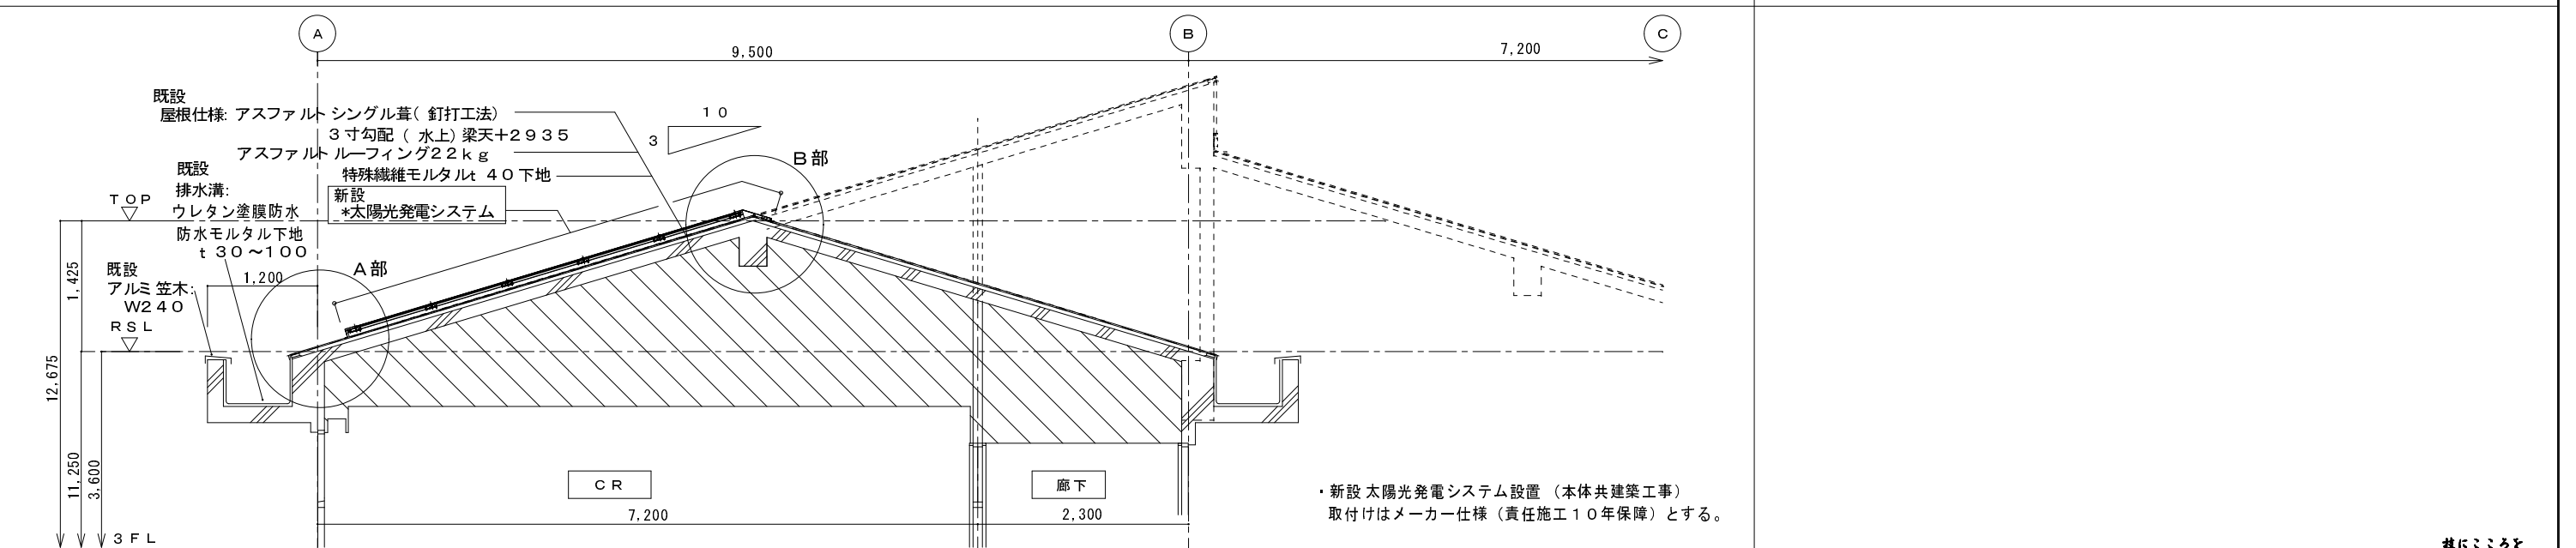 A
B
C
9,500
7,200
既設
屋根仕様: アスファルトシングル葺( 釘打工法)
3寸勾配 ( 水上) 梁天+2935
アスファルトルーフィング22kg
特殊繊維モルタルt 40下地
10
3
B部
既設
排水溝:
ウレタン塗膜防水
防水モルタル下地
t 30〜100
新設
*太陽光発電システム
TOP
A部
既設
アルミ笠木:
W240
1,200
1,425
RSL
12,675
11,250
3,600
CR
廊下
7,200
2,300
3FL
・新設 太陽光発電システム設置 (本体共建築工事)
取付けはメーカー仕様 (責任施工10年保障) とする。